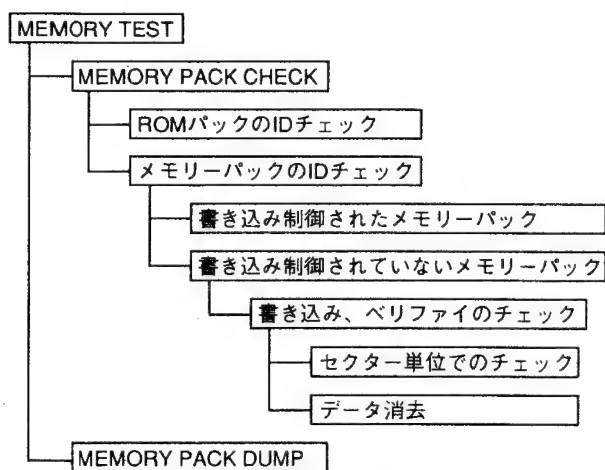 MEMORY TEST
MEMORY PACK CHECK
ROMパックのIDチェック
メモリーパックのIDチェック
書き込み制御されたメモリーパック
書き込み制御されていないメモリーパック
書き込み、ベリファイのチェック
セクター単位でのチェック
データ消去
MEMORY PACK DUMP